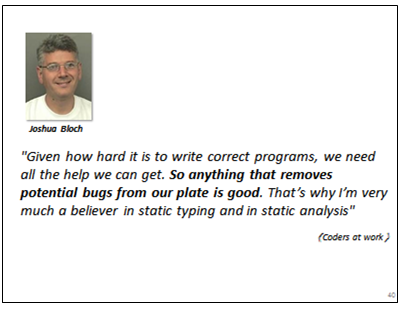 Joshua Bloch
"Given how hard it is to write correct programs, we need
all the help we can get. So anything that removes
potential bugs from our plate is good. That's why I'm very
much a believer in static typing and in static analysis"
(Coders at work)
40